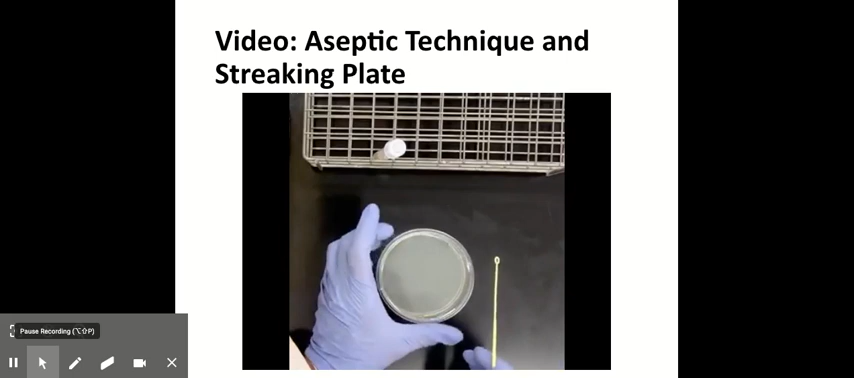 Video: Aseptic Technique and
Streaking Plate
Pause Recording (⌥⇧P)